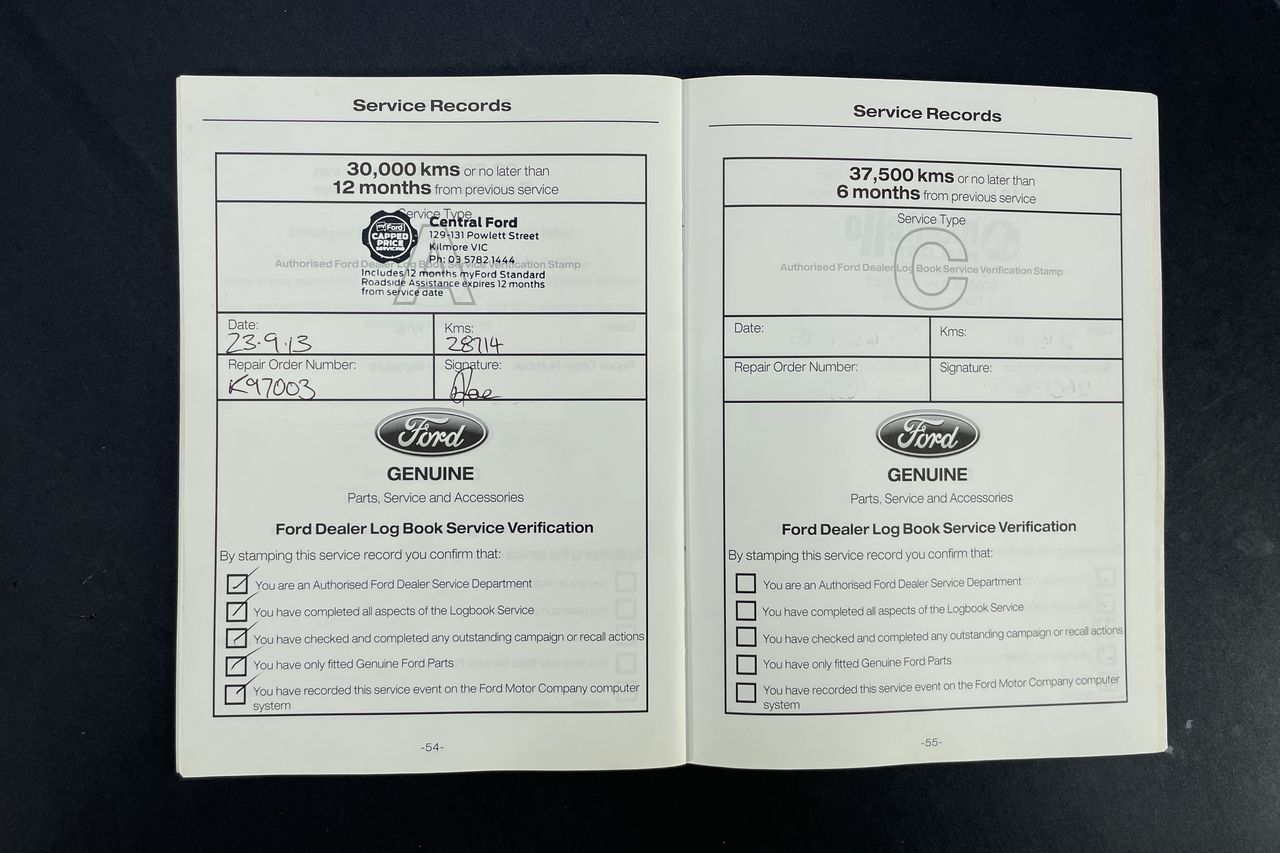 Service Records
30,000 kms or no later than
12 months from previous service
Service Type
A
Ford
CAPPED
PRICE
SERVICING
Central Ford
129-131 Powlett Street
Kilmore VIC
Ph: 03 5782 1444
Authorised Ford Dealer Log Book Service Verification Stamp
Includes 12 months myFord Standard
Roadside Assistance expires 12 months
from service date
Date:
23.9.13
Kms:
28714
Repair Order Number:
K97003
Signature:
Ford
GENUINE
Parts, Service and Accessories
Ford Dealer Log Book Service Verification
By stamping this service record you confirm that:
You are an Authorised Ford Dealer Service Department
You have completed all aspects of the Logbook Service
You have checked and completed any outstanding campaign or recall actions
You have only fitted Genuine Ford Parts
You have recorded this service event on the Ford Motor Company computer
system
-54-
Service Records
37,500 kms or no later than
6 months from previous service
Service Type
C
Authorised Ford Dealer Log Book Service Verification Stamp
Date:
Kms:
Repair Order Number:
Signature:
Ford
GENUINE
Parts, Service and Accessories
Ford Dealer Log Book Service Verification
By stamping this service record you confirm that:
You are an Authorised Ford Dealer Service Department
You have completed all aspects of the Logbook Service
You have checked and completed any outstanding campaign or recall actions
You have only fitted Genuine Ford Parts
You have recorded this service event on the Ford Motor Company computer
system
-55-